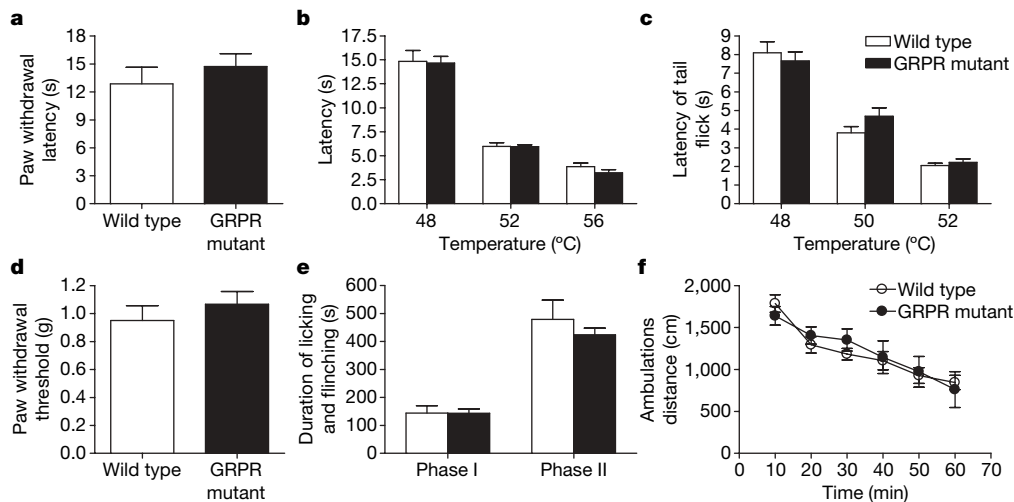 a
Paw withdrawal
latency (s)
18
15
12
9
6
3
0
Wild type
GRPR
mutant
b
Latency (s)
17.5
15.0
12.5
10.0
7.5
5.0
2.5
0.0
48
52
56
Temperature (ºC)
c
Latency of tail
flick (s)
9
8
7
6
5
4
3
2
1
0
Wild type
GRPR mutant
48
50
52
Temperature (ºC)
d
Paw withdrawal
threshold (g)
1.2
1.0
0.8
0.6
0.4
0.2
0.0
Wild type
GRPR
mutant
e
Duration of licking
and flinching (s)
600
500
400
300
200
100
0
Phase I
Phase II
f
Ambulations
distance (cm)
2,000
1,500
1,000
500
0
Wild type
GRPR mutant
0 10 20 30 40 50 60 70
Time (min)